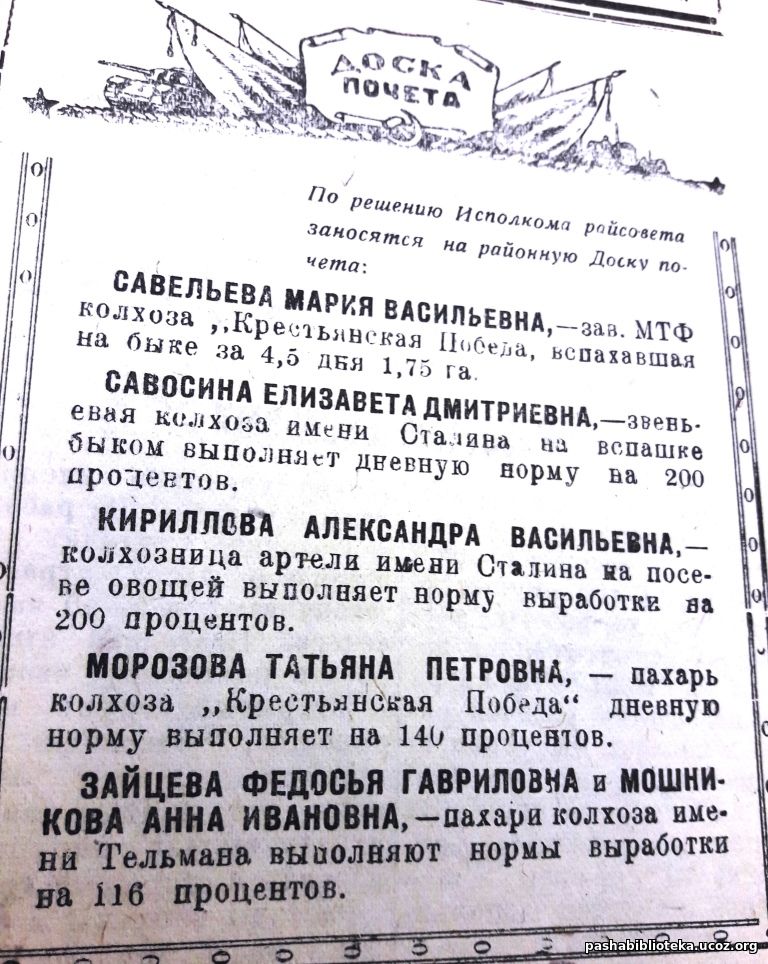 ДОСКА
ПОЧЕТА
По решению Исполкома райсовета
заносятся на районную Доску по-
чета:
САВЕЛЬЕВА МАРИЯ ВАСИЛЬЕВНА,—зав. МТФ
колхоза „Крестьянская Победа, вспахавшая
на быке за 4,5 дня 1,75 га.
САВОСИНА ЕЛИЗАВЕТА ДМИТРИЕВНА,—звень-
евая колхоза имени Сталина на вспашке
быком выполняет дневную норму на 200
процентов.
КИРИЛЛОВА АЛЕКСАНДРА ВАСИЛЬЕВНА,—
колхозница артели имени Сталина на посе-
ве овощей выполняет норму выработки на
200 процентов.
МОРОЗОВА ТАТЬЯНА ПЕТРОВНА, — пахарь
колхоза „Крестьянская Победа“ дневную
норму выполняет на 140 процентов.
ЗАЙЦЕВА ФЕДОСЬЯ ГАВРИЛОВНА и МОШНИ-
КОВА АННА ИВАНОВНА,—пахари колхоза име-
ни Тельмана выполняют нормы выработки
на 116 процентов.
pashabiblioteka.ucoz.org